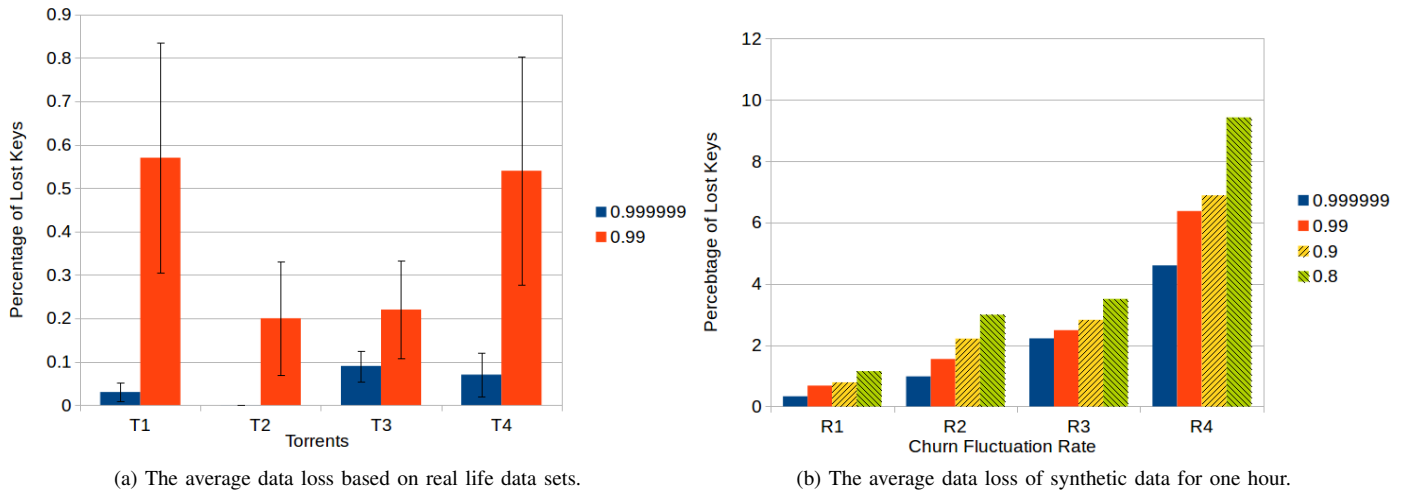 0.9
0.8
0.7
0.6
0.5
0.4
0.3
0.2
0.1
0
Percentage of Lost Keys
T1 T2 T3 T4
Torrents
0.999999
0.99
(a) The average data loss based on real life data sets.
12
10
8
6
4
2
0
Percebtage of Lost Keys
R1 R2 R3 R4
Churn Fluctuation Rate
0.999999
0.99
0.9
0.8
(b) The average data loss of synthetic data for one hour.